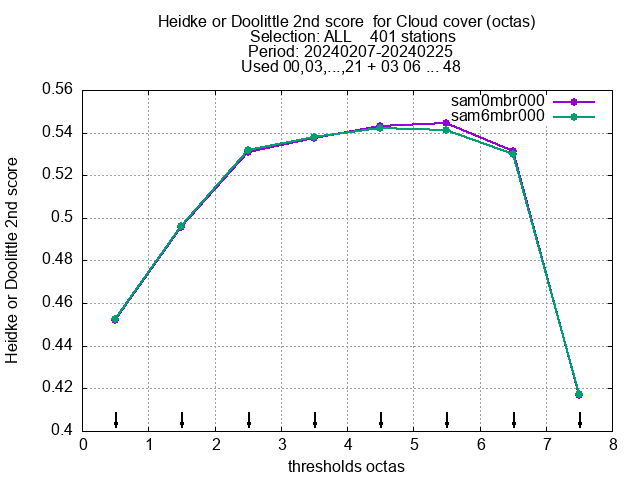 Heidke or Doolittle 2nd score  for Cloud cover (octas)
Selection: ALL    401 stations
Period: 20240207-20240225
Used 00,03,...,21 + 03 06 ... 48
sam0mbr000
sam6mbr000
Heidke or Doolittle 2nd score
0.56
0.54
0.52
0.5
0.48
0.46
0.44
0.42
0.4
0 1 2 3 4 5 6 7 8
thresholds octas